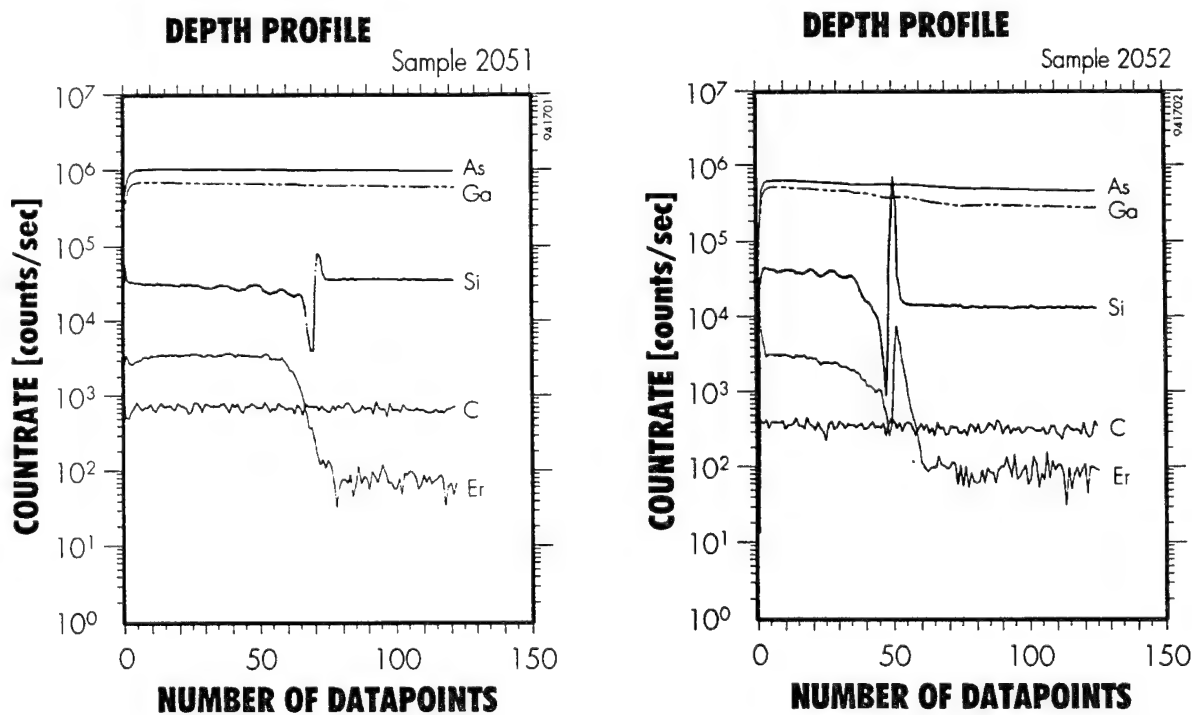 DEPTH PROFILE
Sample 2051
941701
COUNTRATE [counts/sec]
10⁷
10⁶
10⁵
10⁴
10³
10²
10¹
10⁰
As
Ga
Si
C
Er
0 50 100 150
NUMBER OF DATAPOINTS
DEPTH PROFILE
Sample 2052
941702
COUNTRATE [counts/sec]
10⁷
10⁶
10⁵
10⁴
10³
10²
10¹
10⁰
As
Ga
Si
C
Er
0 50 100 150
NUMBER OF DATAPOINTS